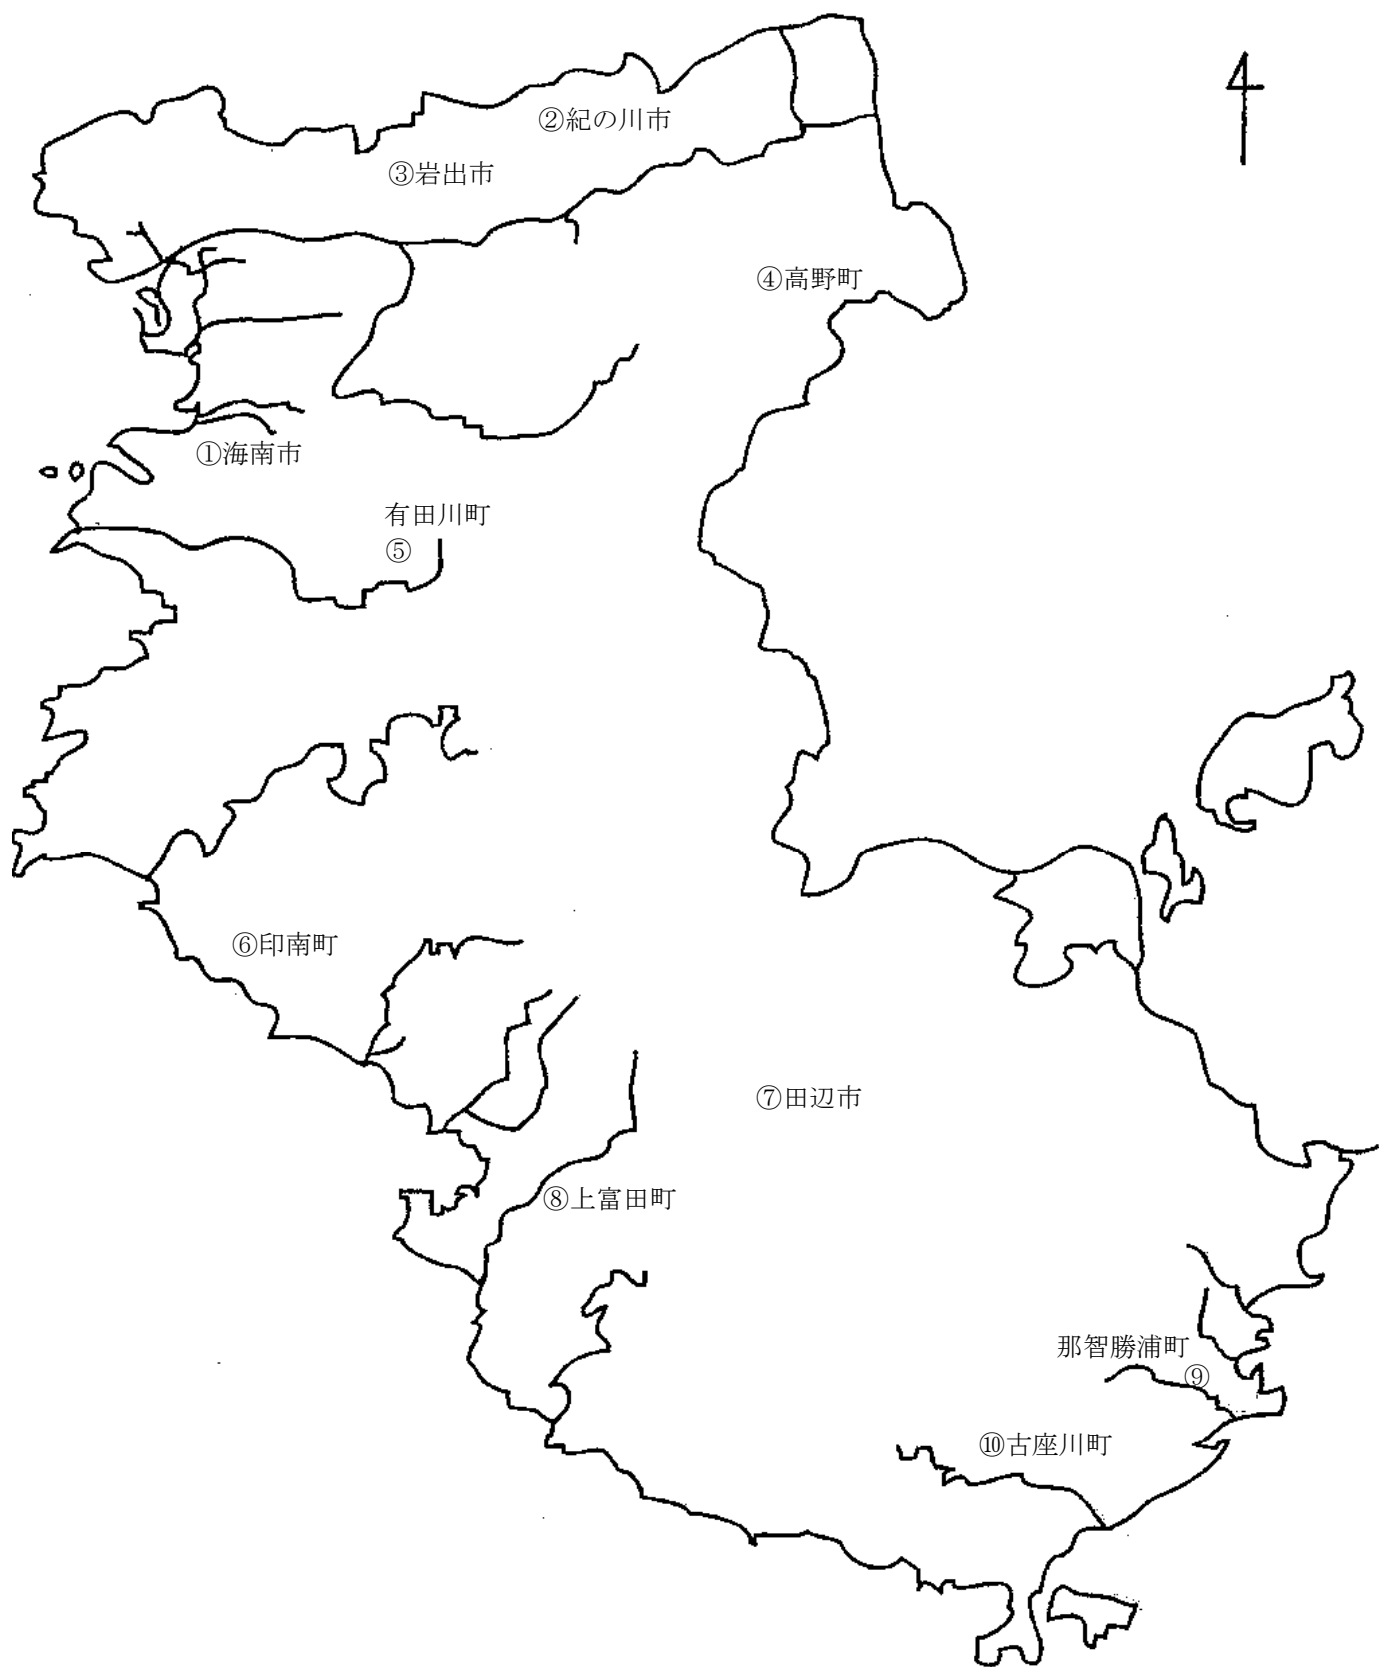 ②紀の川市
③岩出市
④高野町
①海南市
有田川町
⑤
⑥印南町
⑦田辺市
⑧上富田町
那智勝浦町
⑨
⑩古座川町